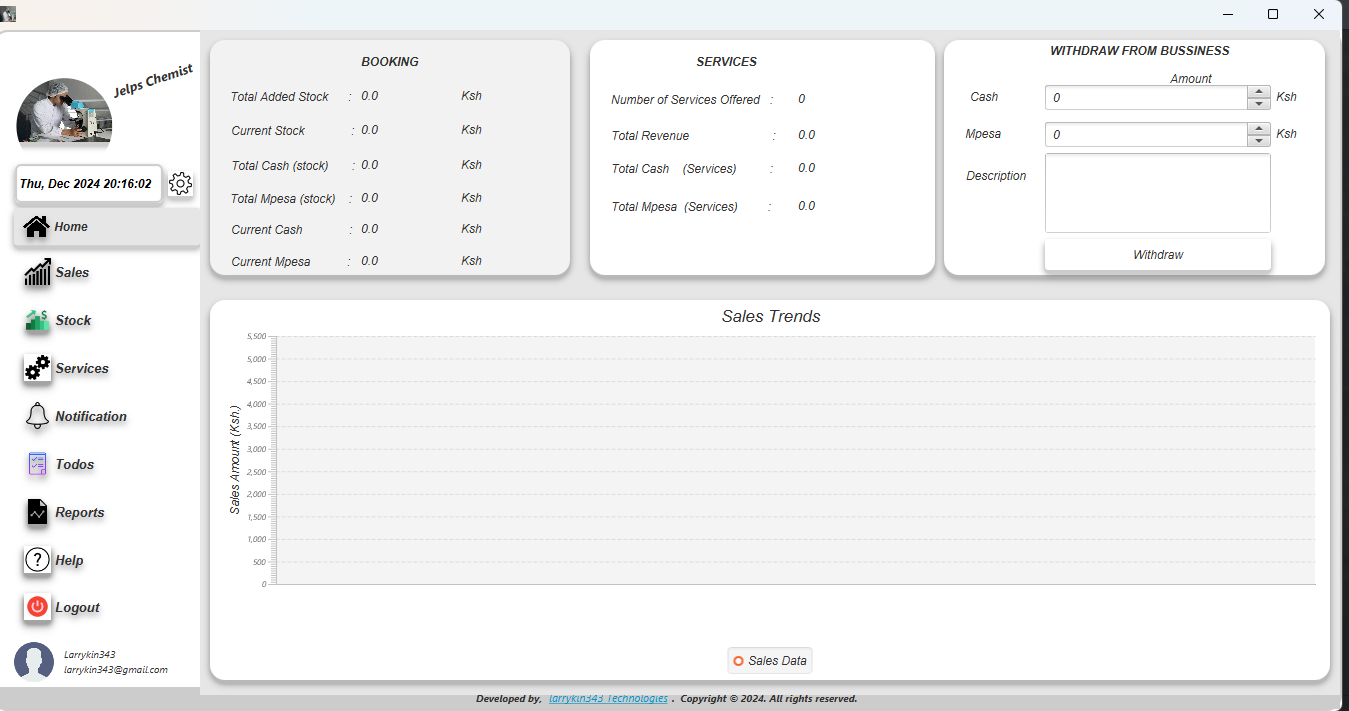 Jelps Chemist
Thu, Dec 2024 20:16:02
Home
Sales
Stock
Services
Notification
Todos
Reports
? Help
Logout
Larrykin343
larrykin343@gmail.com
BOOKING
Total Added Stock : 0.0 Ksh
Current Stock : 0.0 Ksh
Total Cash (stock) : 0.0 Ksh
Total Mpesa (stock) : 0.0 Ksh
Current Cash : 0.0 Ksh
Current Mpesa : 0.0 Ksh
SERVICES
Number of Services Offered : 0
Total Revenue : 0.0
Total Cash (Services) : 0.0
Total Mpesa (Services) : 0.0
WITHDRAW FROM BUSSINESS
Amount
Cash 0 Ksh
Mpesa 0 Ksh
Description
Withdraw
Sales Trends
Sales Amount (Ksh.)
5,500
5,000
4,500
4,000
3,500
3,000
2,500
2,000
1,500
1,000
500
0
Sales Data
Developed by, larrykin343 Technologies . Copyright © 2024. All rights reserved.